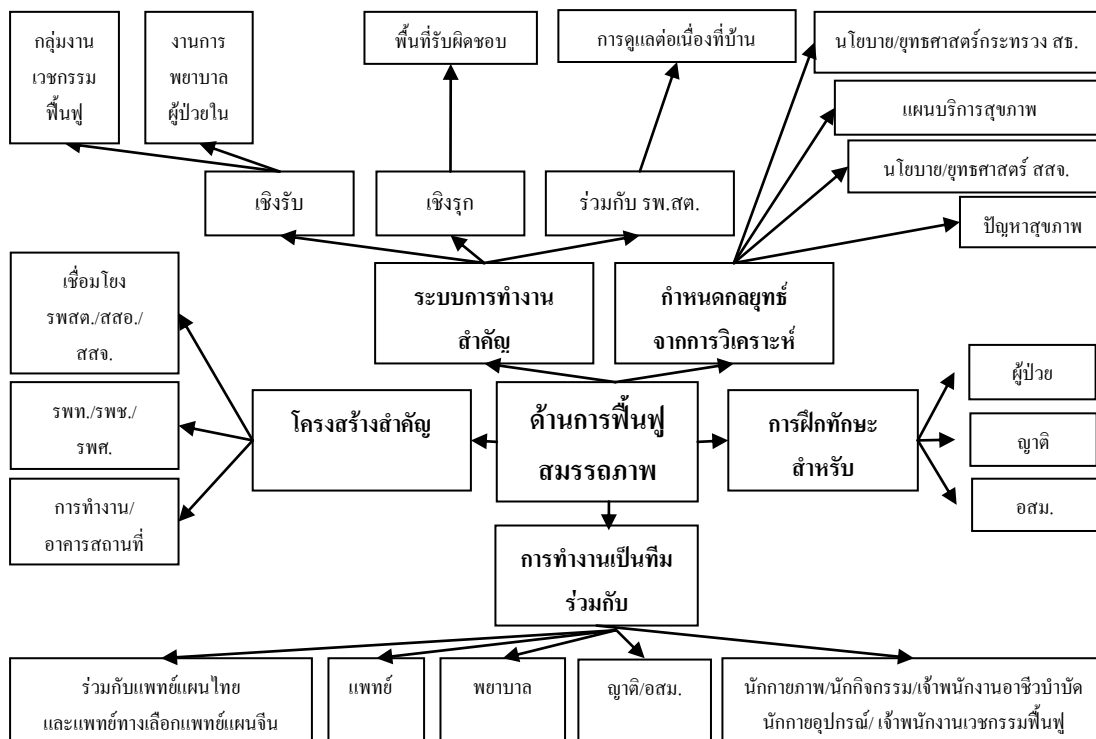 กลุ่มงาน
เวชกรรม
ฟื้นฟู
งานการ
พยาบาล
ผู้ป่วยใน
พื้นที่รับผิดชอบ
การดูแลต่อเนื่องที่บ้าน
นโยบาย/ยุทธศาสตร์กระทรวง สธ.
แผนบริการสุขภาพ
นโยบาย/ยุทธศาสตร์ สสจ.
ปัญหาสุขภาพ
เชิงรับ
เชิงรุก
ร่วมกับ รพ.สต.
ระบบการทำงาน
สำคัญ
กำหนดกลยุทธ์
จากการวิเคราะห์
เชื่อมโยง
รพสต./สสอ./
สสจ.
รพท./รพช./
รพศ.
การทำงาน/
อาคารสถานที่
โครงสร้างสำคัญ
ด้านการฟื้นฟู
สมรรถภาพ
การฝึกทักษะ
สำหรับ
ผู้ป่วย
ญาติ
อสม.
การทำงานเป็นทีม
ร่วมกับ
ร่วมกับแพทย์แผนไทย
และแพทย์ทางเลือกแพทย์แผนจีน
แพทย์
พยาบาล
ญาติ/อสม.
นักกายภาพ/นักกิจกรรม/เจ้าพนักงานอาชีวบำบัด
นักกายอุปกรณ์/ เจ้าพนักงานเวชกรรมฟื้นฟู